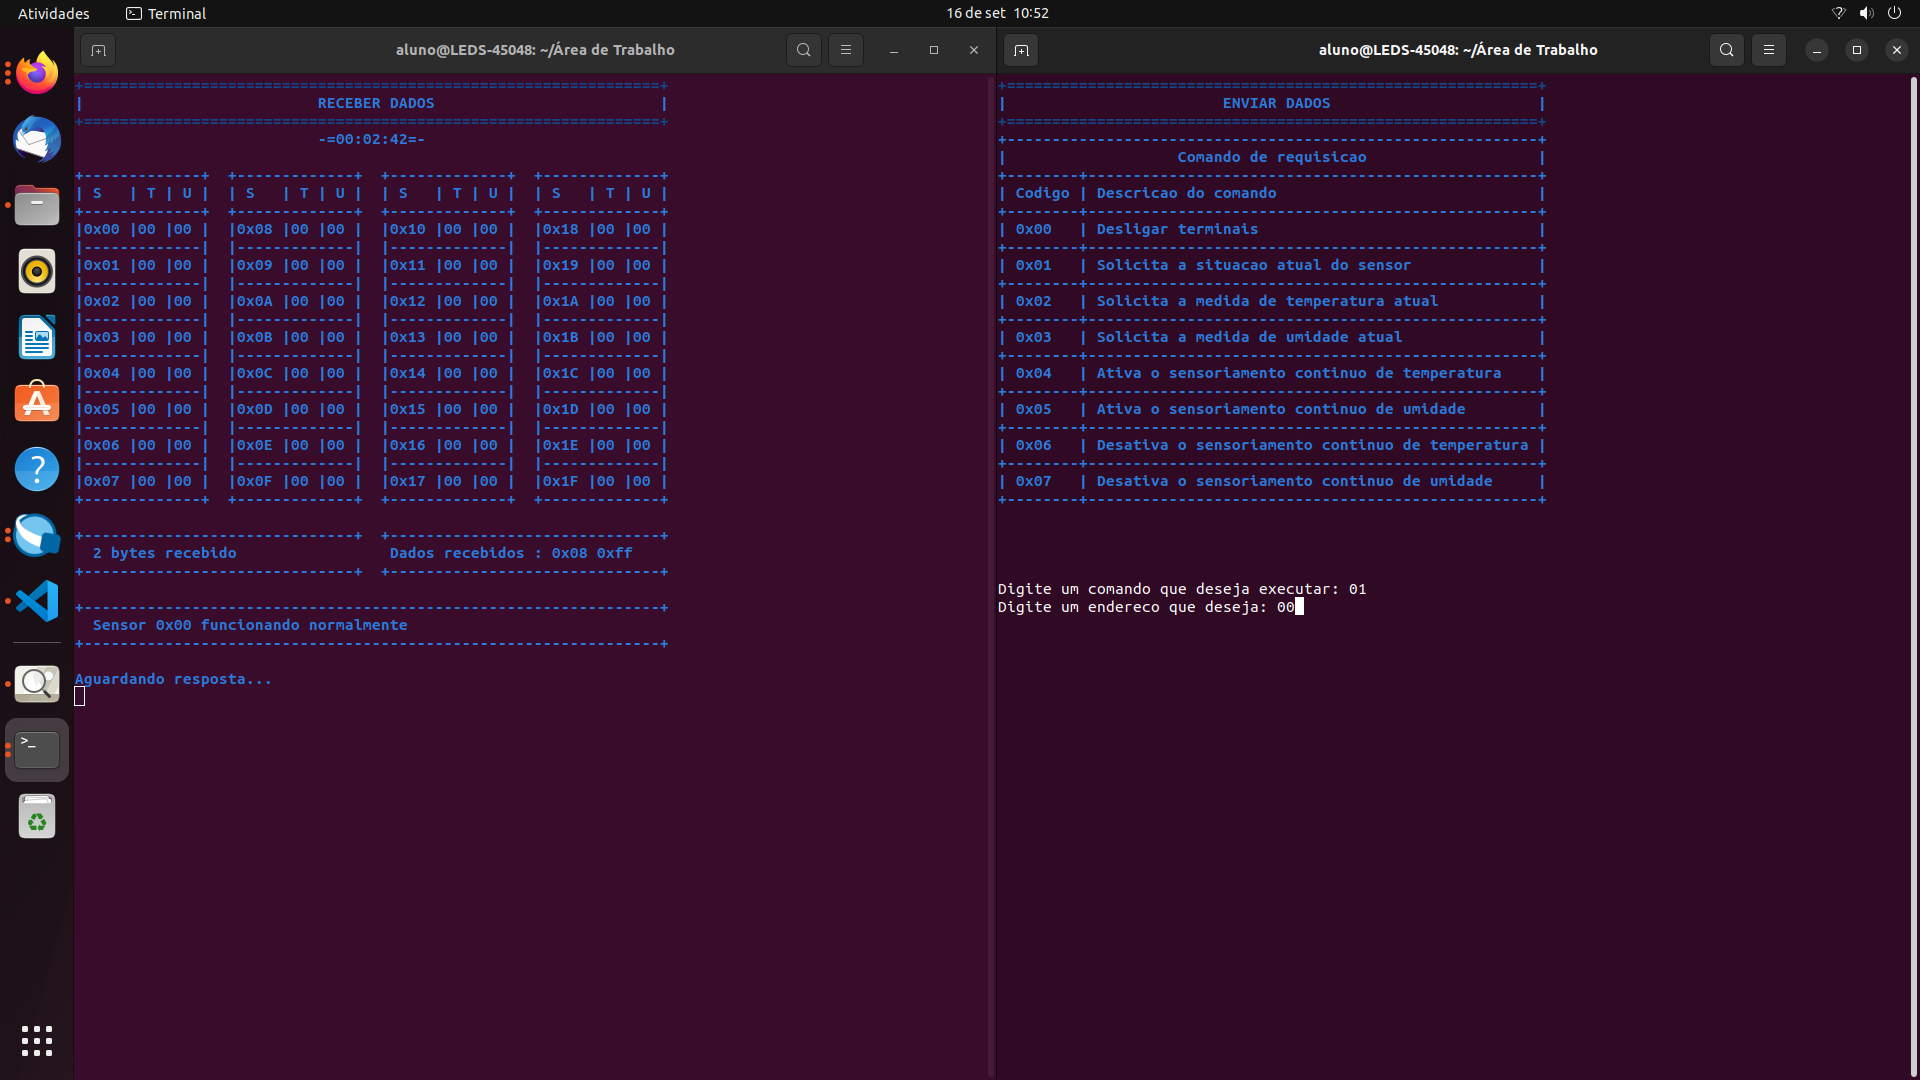 Atividades Terminal 16 de set 10:52
aluno@LEDS-45048: ~/Área de Trabalho
+================================================================+
| RECEBER DADOS |
+================================================================+
-=00:02:42=-
+-------------+ +-------------+ +-------------+ +-------------+
| S | T | U | | S | T | U | | S | T | U | | S | T | U |
+-------------+ +-------------+ +-------------+ +-------------+
|0x00 |00 |00 | |0x08 |00 |00 | |0x10 |00 |00 | |0x18 |00 |00 |
|-------------| |-------------| |-------------| |-------------|
|0x01 |00 |00 | |0x09 |00 |00 | |0x11 |00 |00 | |0x19 |00 |00 |
|-------------| |-------------| |-------------| |-------------|
|0x02 |00 |00 | |0x0A |00 |00 | |0x12 |00 |00 | |0x1A |00 |00 |
|-------------| |-------------| |-------------| |-------------|
|0x03 |00 |00 | |0x0B |00 |00 | |0x13 |00 |00 | |0x1B |00 |00 |
|-------------| |-------------| |-------------| |-------------|
|0x04 |00 |00 | |0x0C |00 |00 | |0x14 |00 |00 | |0x1C |00 |00 |
|-------------| |-------------| |-------------| |-------------|
|0x05 |00 |00 | |0x0D |00 |00 | |0x15 |00 |00 | |0x1D |00 |00 |
|-------------| |-------------| |-------------| |-------------|
|0x06 |00 |00 | |0x0E |00 |00 | |0x16 |00 |00 | |0x1E |00 |00 |
|-------------| |-------------| |-------------| |-------------|
|0x07 |00 |00 | |0x0F |00 |00 | |0x17 |00 |00 | |0x1F |00 |00 |
+-------------+ +-------------+ +-------------+ +-------------+
+------------------------------+ +------------------------------+
2 bytes recebido Dados recebidos : 0x08 0xff
+------------------------------+ +------------------------------+
+----------------------------------------------------------------+
Sensor 0x00 funcionando normalmente
+----------------------------------------------------------------+
Aguardando resposta...
aluno@LEDS-45048: ~/Área de Trabalho
+===========================================================+
| ENVIAR DADOS |
+===========================================================+
+-----------------------------------------------------------+
| Comando de requisicao |
+--------+--------------------------------------------------+
| Codigo | Descricao do comando |
+--------+--------------------------------------------------+
| 0x00 | Desligar terminais |
+--------+--------------------------------------------------+
| 0x01 | Solicita a situacao atual do sensor |
+--------+--------------------------------------------------+
| 0x02 | Solicita a medida de temperatura atual |
+--------+--------------------------------------------------+
| 0x03 | Solicita a medida de umidade atual |
+--------+--------------------------------------------------+
| 0x04 | Ativa o sensoriamento continuo de temperatura |
+--------+--------------------------------------------------+
| 0x05 | Ativa o sensoriamento continuo de umidade |
+--------+--------------------------------------------------+
| 0x06 | Desativa o sensoriamento continuo de temperatura |
+--------+--------------------------------------------------+
| 0x07 | Desativa o sensoriamento continuo de umidade |
+--------+--------------------------------------------------+
Digite um comando que deseja executar: 01
Digite um endereco que deseja: 00